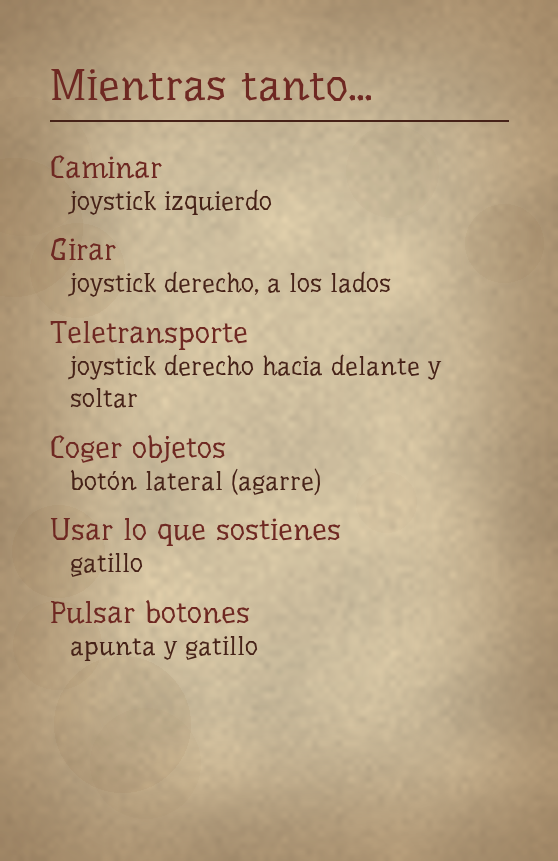 Mientras tanto...
Caminar
joystick izquierdo
Girar
joystick derecho, a los lados
Teletransporte
joystick derecho hacia delante y
soltar
Coger objetos
botón lateral (agarre)
Usar lo que sostienes
gatillo
Pulsar botones
apunta y gatillo